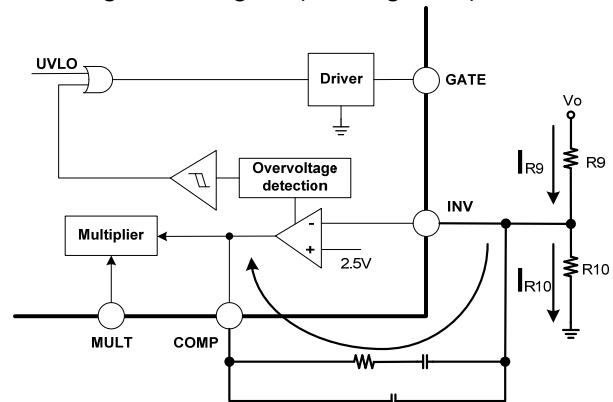 UVLO
Driver
GATE
Vo
IR9
R9
Overvoltage
detection
INV
Multiplier
-
+
2.5V
IR10
R10
MULT
COMP